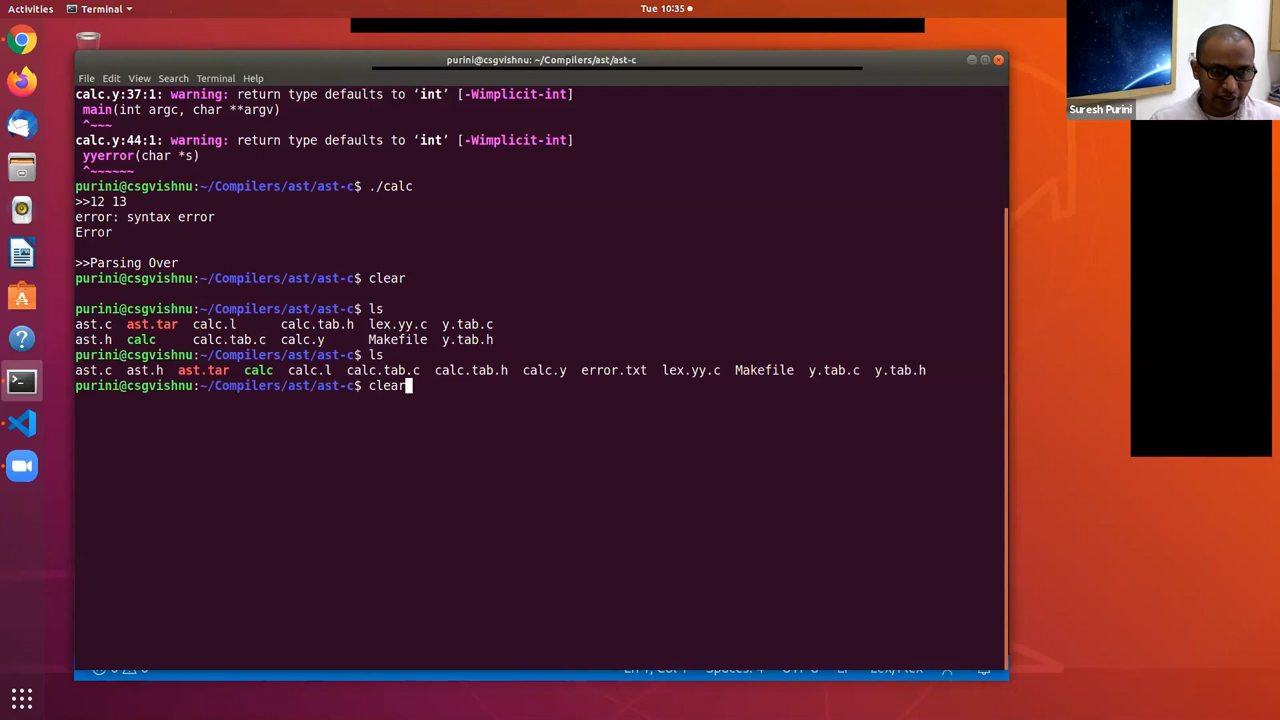 Activities
Terminal
Tue 10:35
purini@csgvishnu: ~/Compilers/ast/ast-c
File Edit View Search Terminal Help
calc.y:37:1: warning: return type defaults to ‘int’ [-Wimplicit-int]
main(int argc, char **argv)
^~~~
calc.y:44:1: warning: return type defaults to ‘int’ [-Wimplicit-int]
yyerror(char *s)
^~~~~~~
purini@csgvishnu:~/Compilers/ast/ast-c$ ./calc
>>12 13
error: syntax error
Error
>>Parsing Over
purini@csgvishnu:~/Compilers/ast/ast-c$ clear
purini@csgvishnu:~/Compilers/ast/ast-c$ ls
ast.c ast.tar calc.l calc.tab.h lex.yy.c y.tab.c
ast.h calc calc.tab.c calc.y Makefile y.tab.h
purini@csgvishnu:~/Compilers/ast/ast-c$ ls
ast.c ast.h ast.tar calc calc.l calc.tab.c calc.tab.h calc.y error.txt lex.yy.c Makefile y.tab.c y.tab.h
purini@csgvishnu:~/Compilers/ast/ast-c$ clear
Suresh Purini